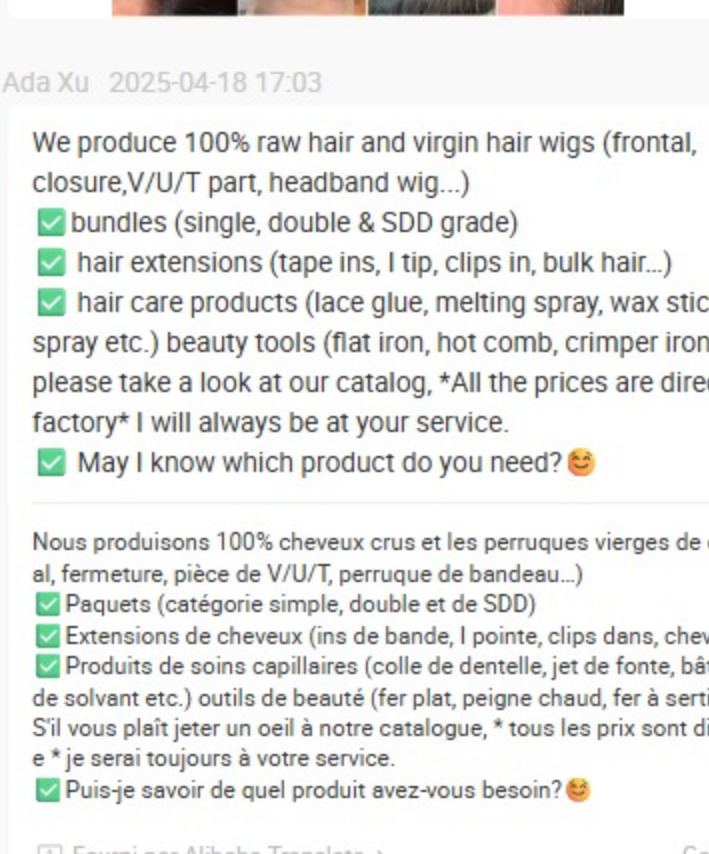 Ada Xu 2025-04-18 17:03
We produce 100% raw hair and virgin hair wigs (frontal,
closure,V/U/T part, headband wig...)
✅ bundles (single, double & SDD grade)
✅ hair extensions (tape ins, I tip, clips in, bulk hair…)
✅ hair care products (lace glue, melting spray, wax stic
spray etc.) beauty tools (flat iron, hot comb, crimper iron
please take a look at our catalog, *All the prices are dire
factory* I will always be at your service.
✅ May I know which product do you need?😊
Nous produisons 100% cheveux crus et les perruques vierges de
al, fermeture, pièce de V/U/T, perruque de bandeau…)
✅ Paquets (catégorie simple, double et de SDD)
✅ Extensions de cheveux (ins de bande, I pointe, clips dans, chev
✅ Produits de soins capillaires (colle de dentelle, jet de fonte, bât
de solvant etc.) outils de beauté (fer plat, peigne chaud, fer à serti
S'il vous plaît jeter un oeil à notre catalogue, * tous les prix sont di
e * je serai toujours à votre service.
✅ Puis-je savoir de quel produit avez-vous besoin?😊
Fourni par Alibaba Translate >